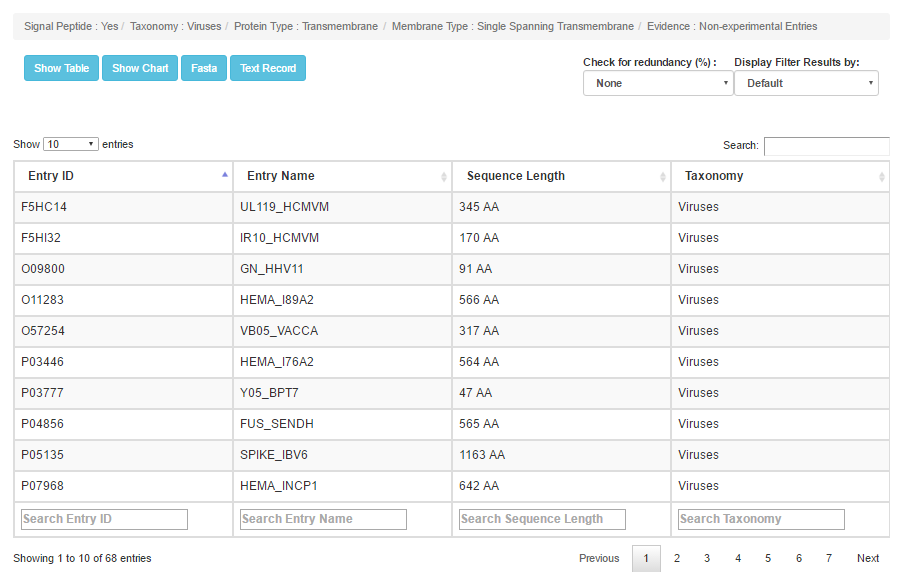 Signal Peptide : Yes / Taxonomy : Viruses / Protein Type : Transmembrane / Membrane Type : Single Spanning Transmembrane / Evidence : Non-experimental Entries
Show Table Show Chart Fasta Text Record
Check for redundancy (%) : Display Filter Results by:
None Default
Show 10 entries Search:
Entry ID Entry Name Sequence Length Taxonomy
F5HC14 UL119_HCMVM 345 AA Viruses
F5HI32 IR10_HCMVM 170 AA Viruses
O09800 GN_HHV11 91 AA Viruses
O11283 HEMA_I89A2 566 AA Viruses
O57254 VB05_VACCA 317 AA Viruses
P03446 HEMA_I76A2 564 AA Viruses
P03777 Y05_BPT7 47 AA Viruses
P04856 FUS_SENDH 565 AA Viruses
P05135 SPIKE_IBV6 1163 AA Viruses
P07968 HEMA_INCP1 642 AA Viruses
Search Entry ID Search Entry Name Search Sequence Length Search Taxonomy
Showing 1 to 10 of 68 entries Previous 1 2 3 4 5 6 7 Next